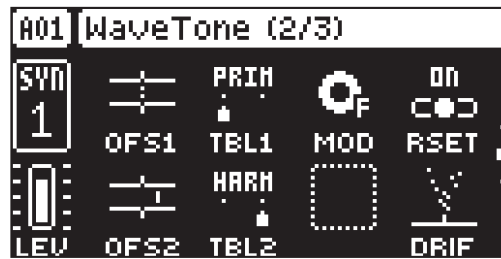 A01 WaveTone (2/3)
SYN PRIM ON
1
OFS1 TBL1 MOD F RSET
HARM
LEV OFS2 TBL2 DRIF